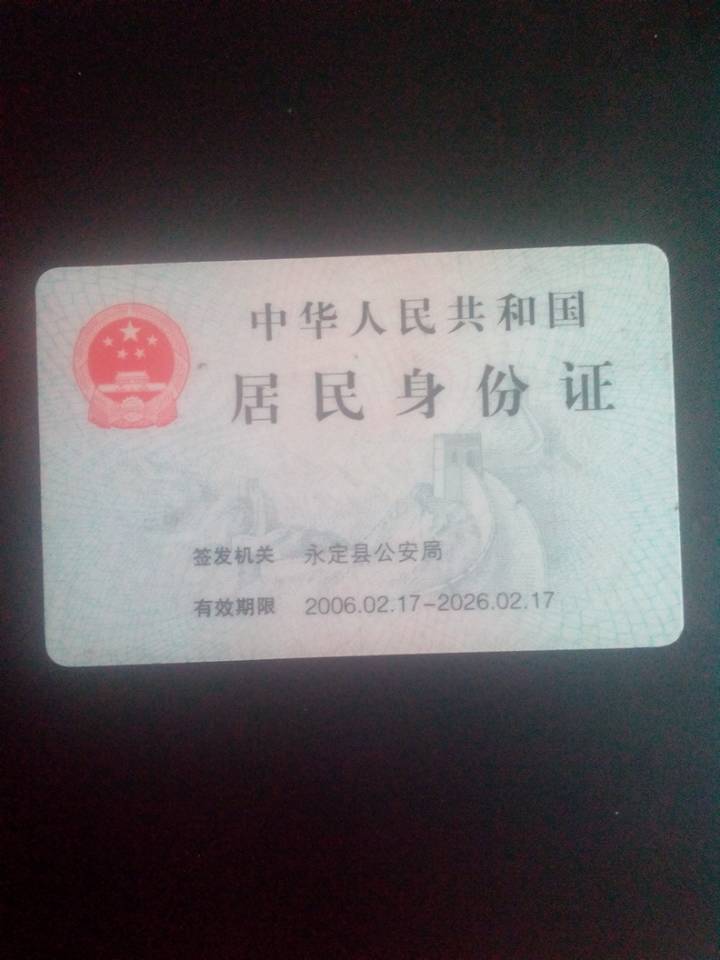 中华人民共和国
居民身份证
签发机关 永定县公安局
有效期限 2006.02.17-2026.02.17